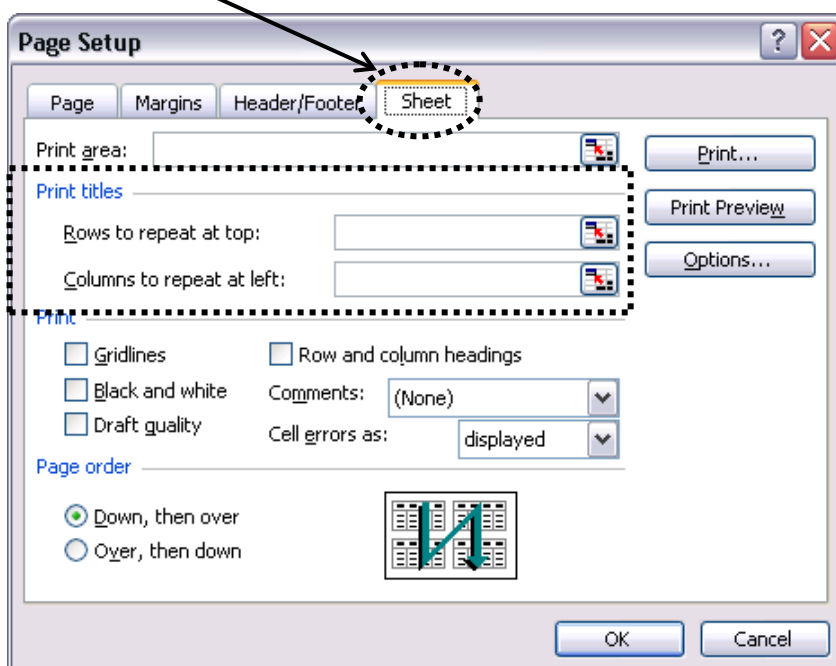 Page Setup
Page Margins Header/Footer Sheet
Print area:
Print...
Print titles
Print Preview
Rows to repeat at top:
Options...
Columns to repeat at left:
Print
Gridlines Row and column headings
Black and white Comments: (None)
Draft quality Cell errors as: displayed
Page order
Down, then over
Over, then down
OK Cancel